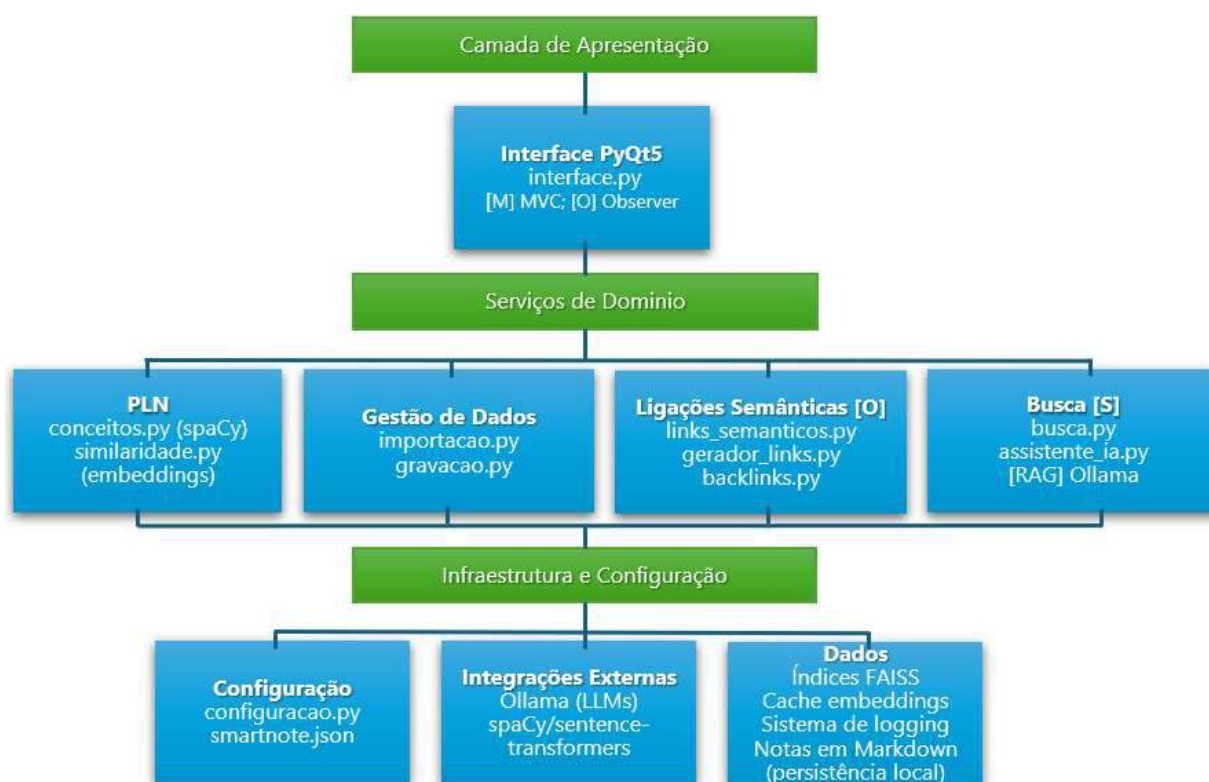 Camada de Apresentação
Interface PyQt5
interface.py
[M] MVC; [O] Observer
Serviços de Dominio
PLN
conceitos.py (spaCy)
similaridade.py
(embeddings)
Gestão de Dados
importacao.py
gravacao.py
Ligações Semânticas [O]
links_semanticos.py
gerador_links.py
backlinks.py
Busca [S]
busca.py
assistente_ia.py
[RAG] Ollama
Infraestrutura e Configuração
Configuração
configuracao.py
smartnote.json
Integrações Externas
Ollama (LLMs)
spaCy/sentence-
transformers
Dados
Índices FAISS
Cache embeddings
Sistema de logging
Notas em Markdown
(persistência local)